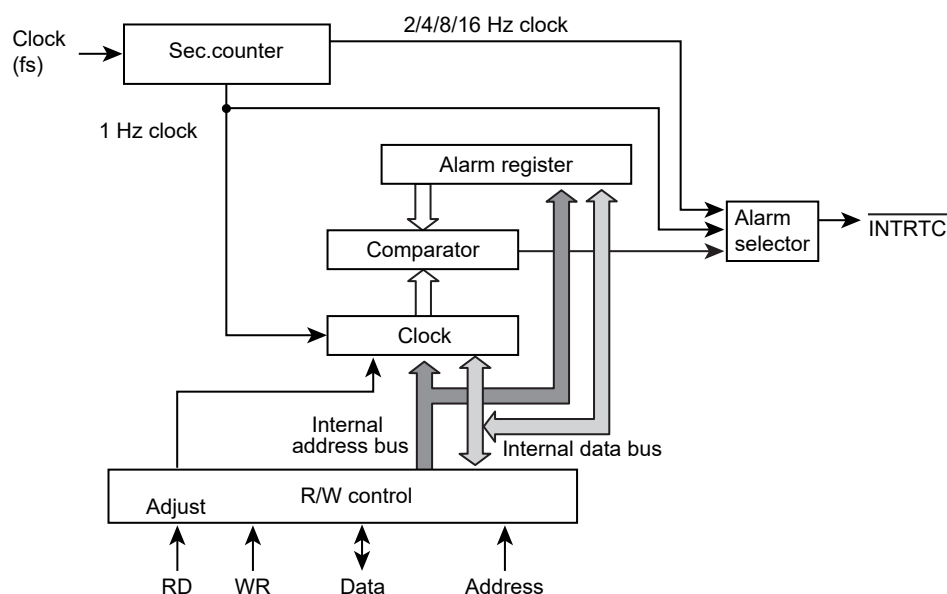 Clock
(fs)
Sec.counter
2/4/8/16 Hz clock
1 Hz clock
Alarm register
Comparator
Alarm
selector
INTRTC
Clock
Internal
address bus
Internal data bus
R/W control
Adjust
RD
WR
Data
Address